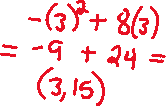 -(3)² + 8(3)
= -9 + 24 =
(3, 15)